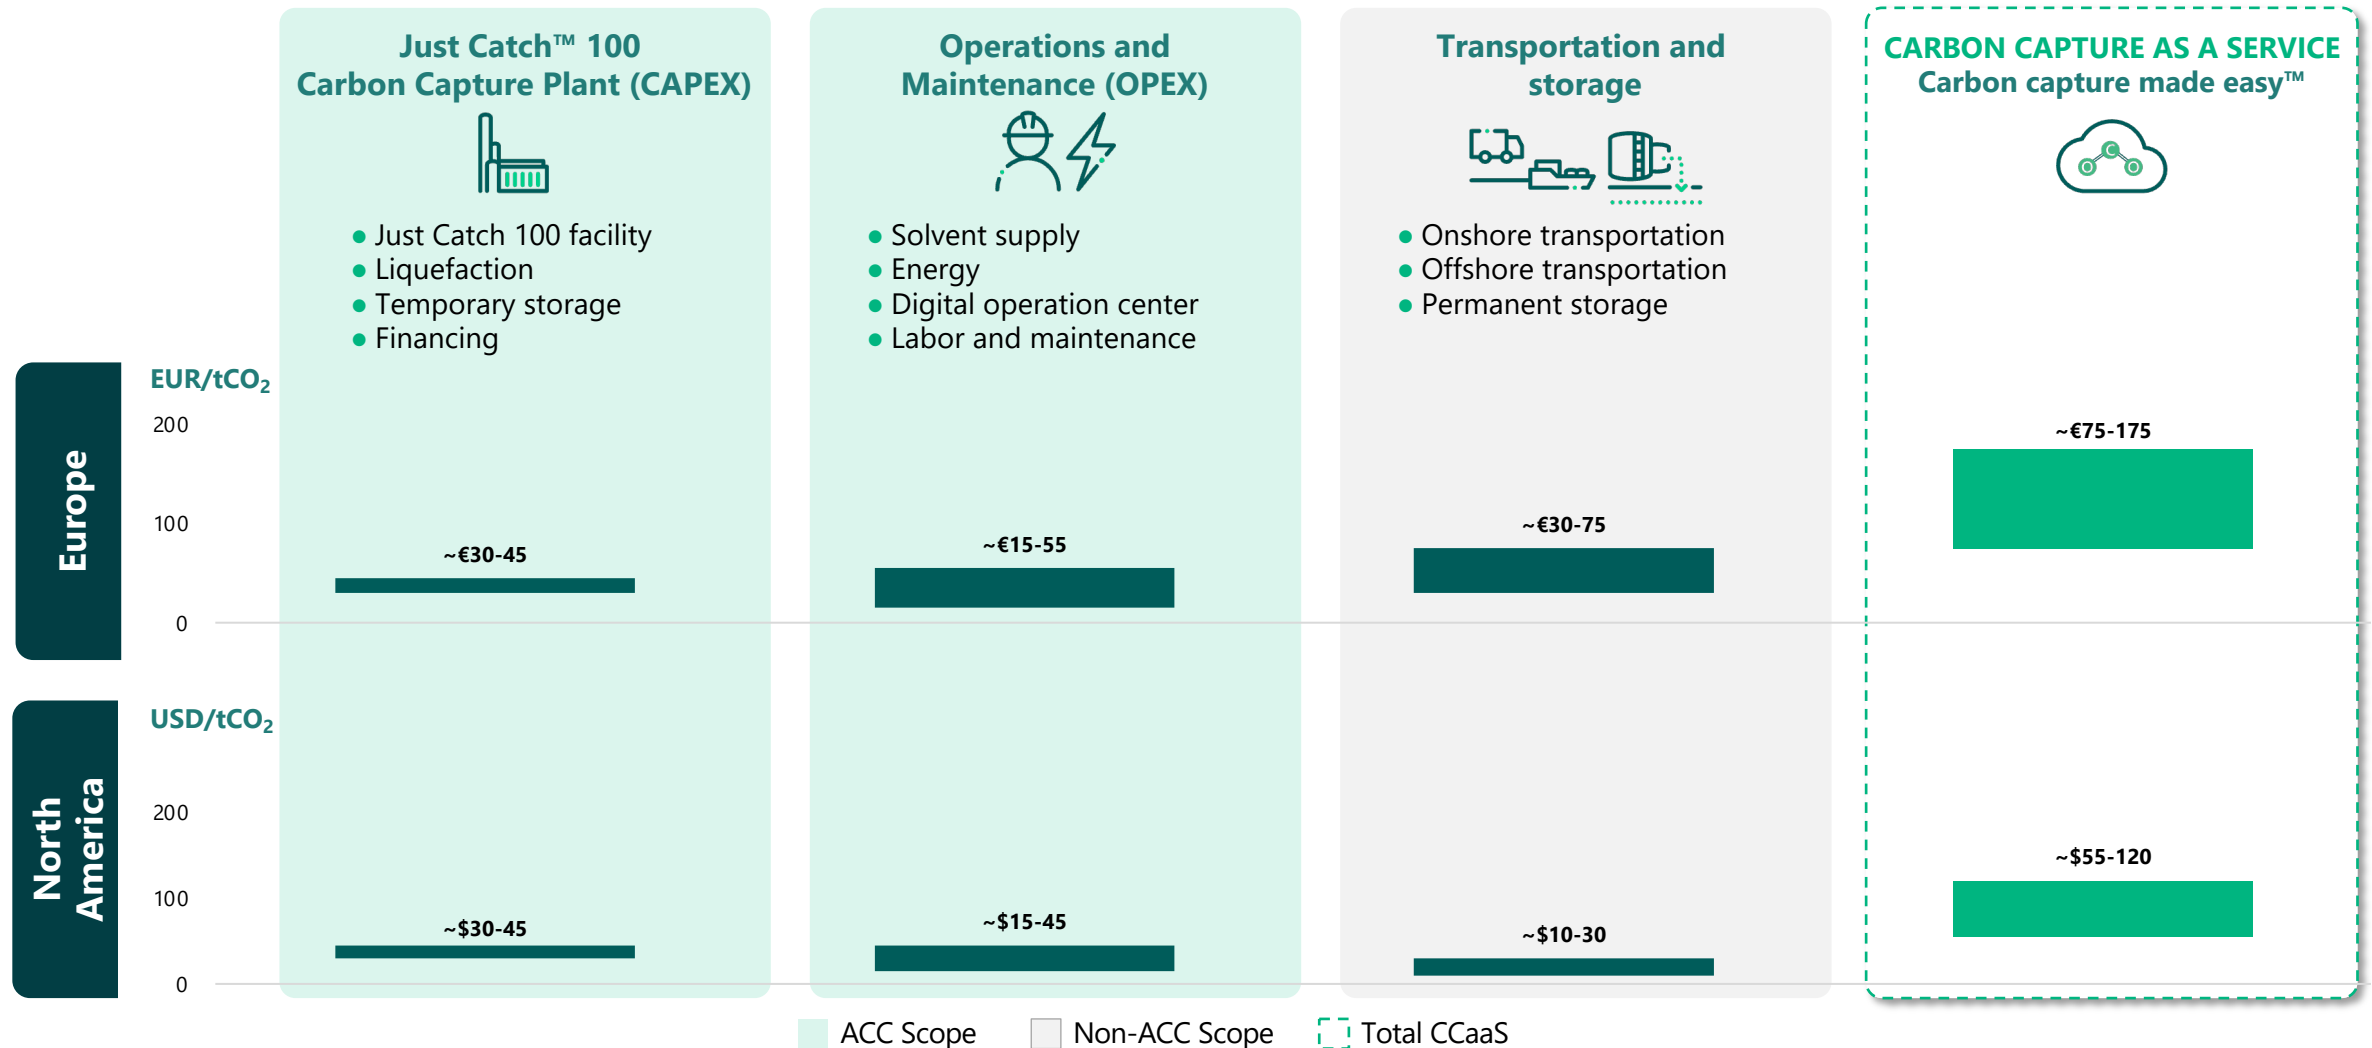 Just Catch™ 100
Carbon Capture Plant (CAPEX)
Just Catch 100 facility
Liquefaction
Temporary storage
Financing
Operations and
Maintenance (OPEX)
Solvent supply
Energy
Digital operation center
Labor and maintenance
Transportation and
storage
Onshore transportation
Offshore transportation
Permanent storage
CARBON CAPTURE AS A SERVICE
Carbon capture made easy™
Europe
EUR/tCO₂
200
100
0
~€30-45
~€15-55
~€30-75
~€75-175
North
America
USD/tCO₂
200
100
0
~$30-45
~$15-45
~$10-30
~$55-120
ACC Scope
Non-ACC Scope
Total CCaaS